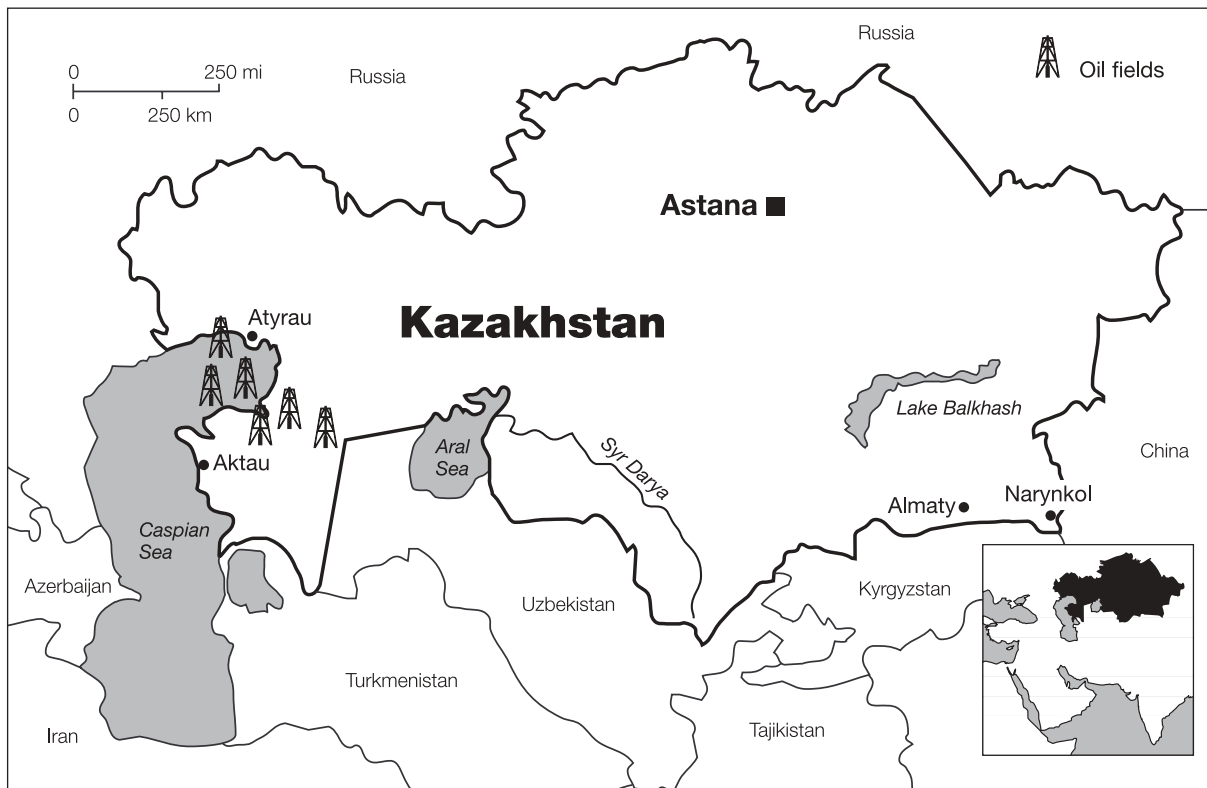 Russia
0 250 mi
Russia
Oil fields
0 250 km
Astana
Kazakhstan
Atyrau
Lake Balkhash
Aral
Sea
Syr Darya
China
Aktau
Almaty
Narynkol
Caspian
Sea
Azerbaijan
Uzbekistan
Kyrgyzstan
Turkmenistan
Iran
Tajikistan